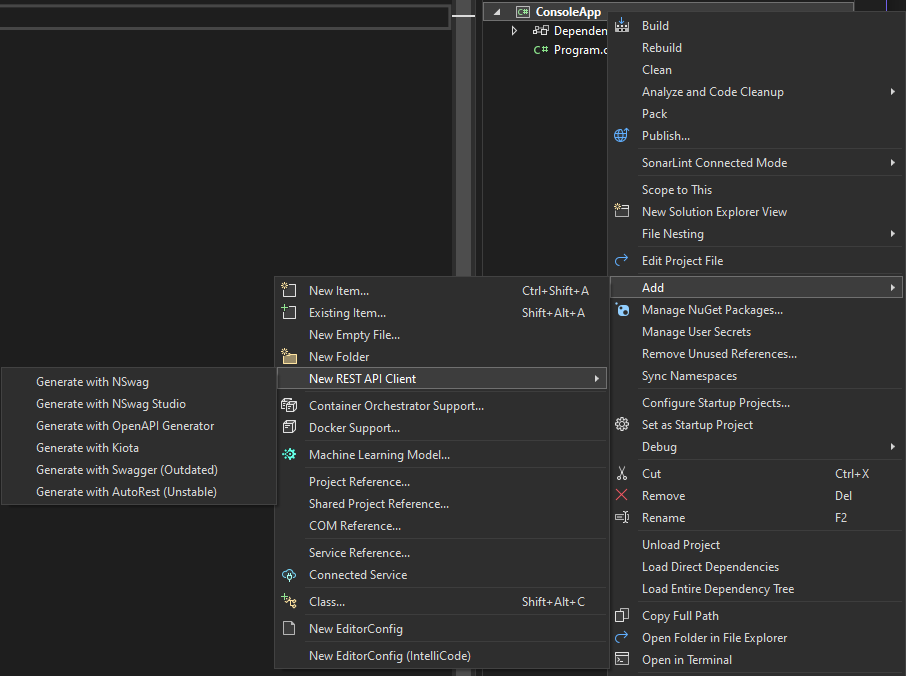 C# ConsoleApp
Dependen
C# Program.c
Build
Rebuild
Clean
Analyze and Code Cleanup
Pack
Publish...
SonarLint Connected Mode
Scope to This
New Solution Explorer View
File Nesting
Edit Project File
Add
Manage NuGet Packages...
Manage User Secrets
Remove Unused References...
Sync Namespaces
Configure Startup Projects...
Set as Startup Project
Debug
Cut Ctrl+X
Remove Del
Rename F2
Unload Project
Load Direct Dependencies
Load Entire Dependency Tree
Copy Full Path
Open Folder in File Explorer
Open in Terminal
New Item... Ctrl+Shift+A
Existing Item... Shift+Alt+A
New Empty File...
New Folder
New REST API Client
Container Orchestrator Support...
Docker Support...
Machine Learning Model...
Project Reference...
Shared Project Reference...
COM Reference...
Service Reference...
Connected Service
Class... Shift+Alt+C
New EditorConfig
New EditorConfig (IntelliCode)
Generate with NSwag
Generate with NSwag Studio
Generate with OpenAPI Generator
Generate with Kiota
Generate with Swagger (Outdated)
Generate with AutoRest (Unstable)